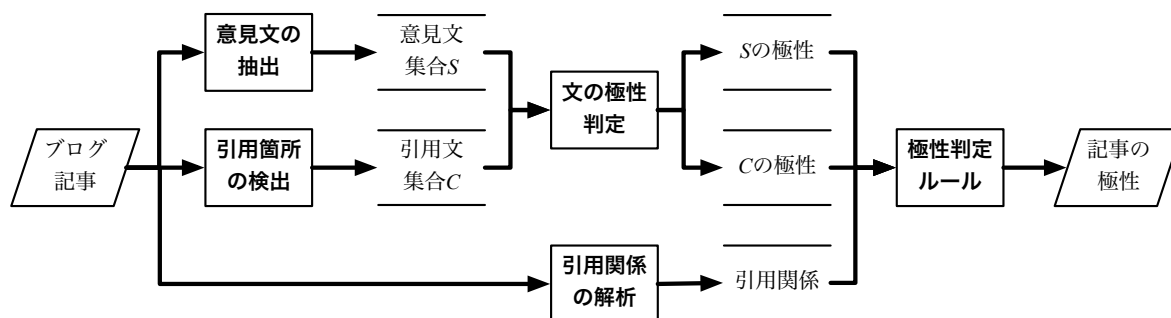 ブログ
記事
意見文の
抽出
意見文
集合S
引用箇所
の検出
引用文
集合C
文の極性
判定
引用関係
の解析
Sの極性
Cの極性
引用関係
極性判定
ルール
記事の
極性